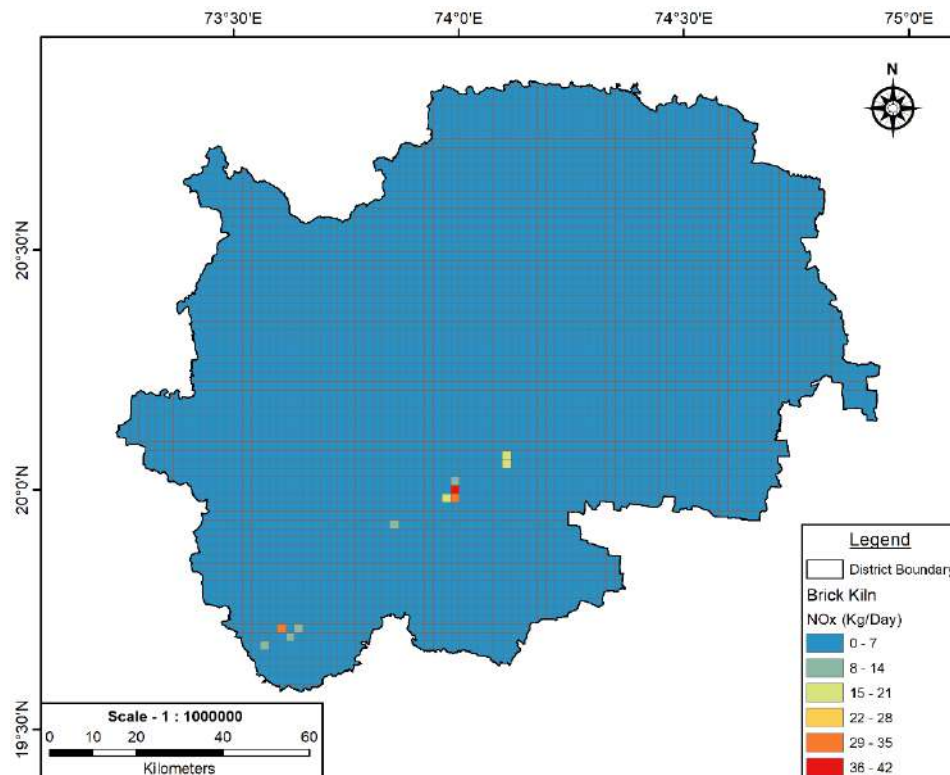 73°30'E 74°0'E 74°30'E 75°0'E
N
20°30'N
20°0'N
19°30'N
Legend
District Boundary
Brick Kiln
NOx (Kg/Day)
0 - 7
8 - 14
15 - 21
22 - 28
29 - 35
36 - 42
Scale - 1 : 1000000
0 10 20 40 60
Kilometers